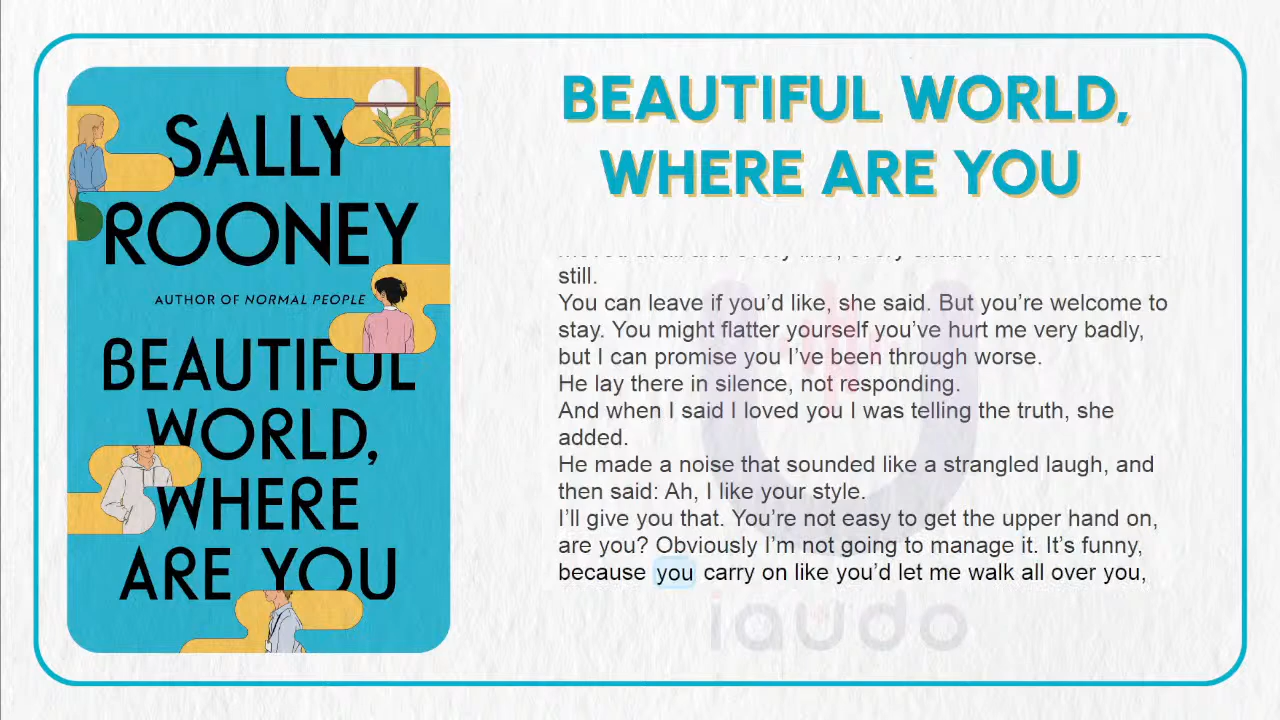 SALLY
ROONEY
AUTHOR OF NORMAL PEOPLE
BEAUTIFUL
WORLD,
WHERE
ARE YOU
BEAUTIFUL WORLD,
WHERE ARE YOU
still.
You can leave if you’d like, she said. But you’re welcome to
stay. You might flatter yourself you’ve hurt me very badly,
but I can promise you I’ve been through worse.
He lay there in silence, not responding.
And when I said I loved you I was telling the truth, she
added.
He made a noise that sounded like a strangled laugh, and
then said: Ah, I like your style.
I’ll give you that. You’re not easy to get the upper hand on,
are you? Obviously I’m not going to manage it. It’s funny,
because you carry on like you’d let me walk all over you,
iaudo